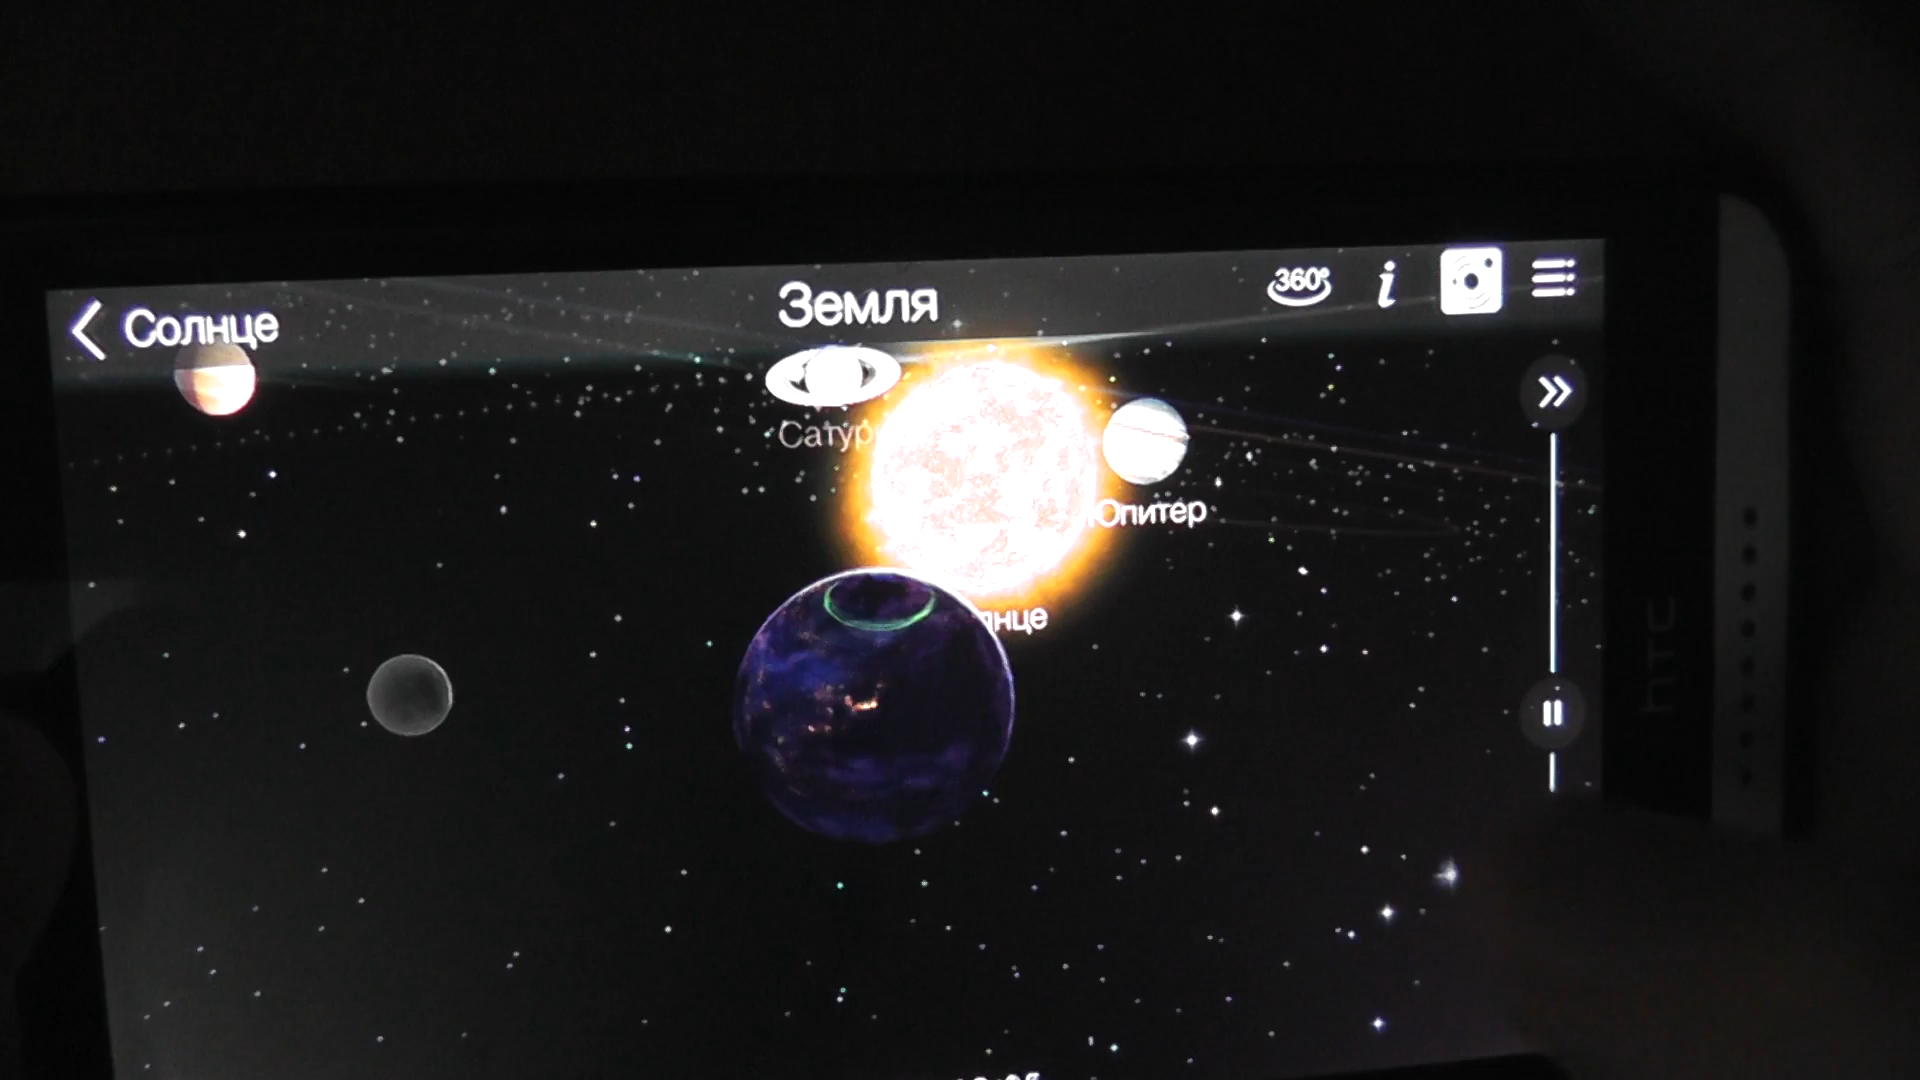 Солнце
Земля
360°
i
Сатур
Юпитер
нце
hTC